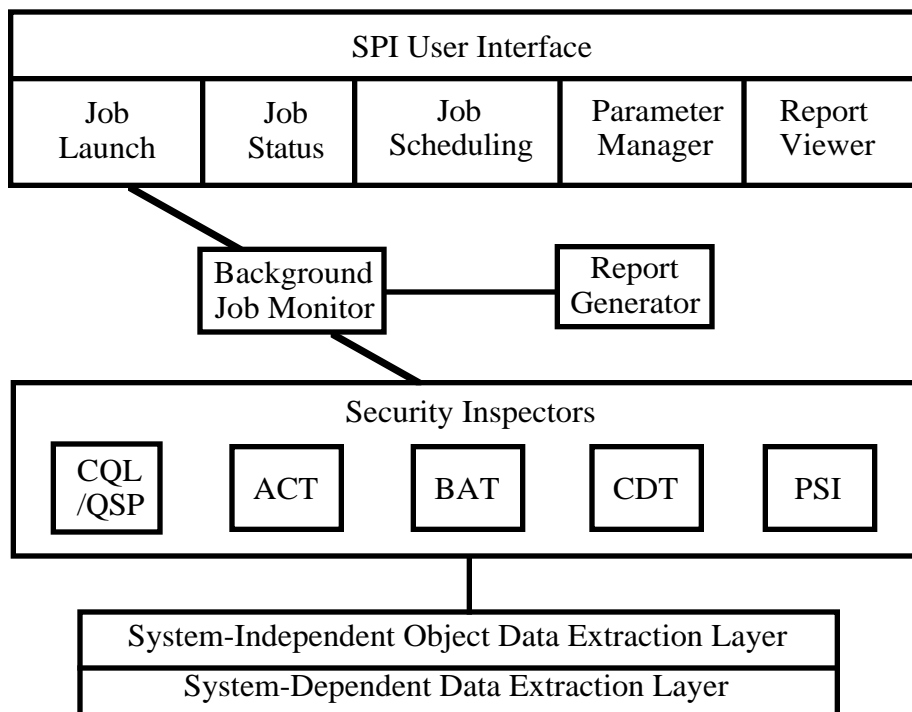 SPI User Interface
Job
Launch
Job
Status
Job
Scheduling
Parameter
Manager
Report
Viewer
Background
Job Monitor
Report
Generator
Security Inspectors
CQL
/QSP
ACT
BAT
CDT
PSI
System-Independent Object Data Extraction Layer
System-Dependent Data Extraction Layer